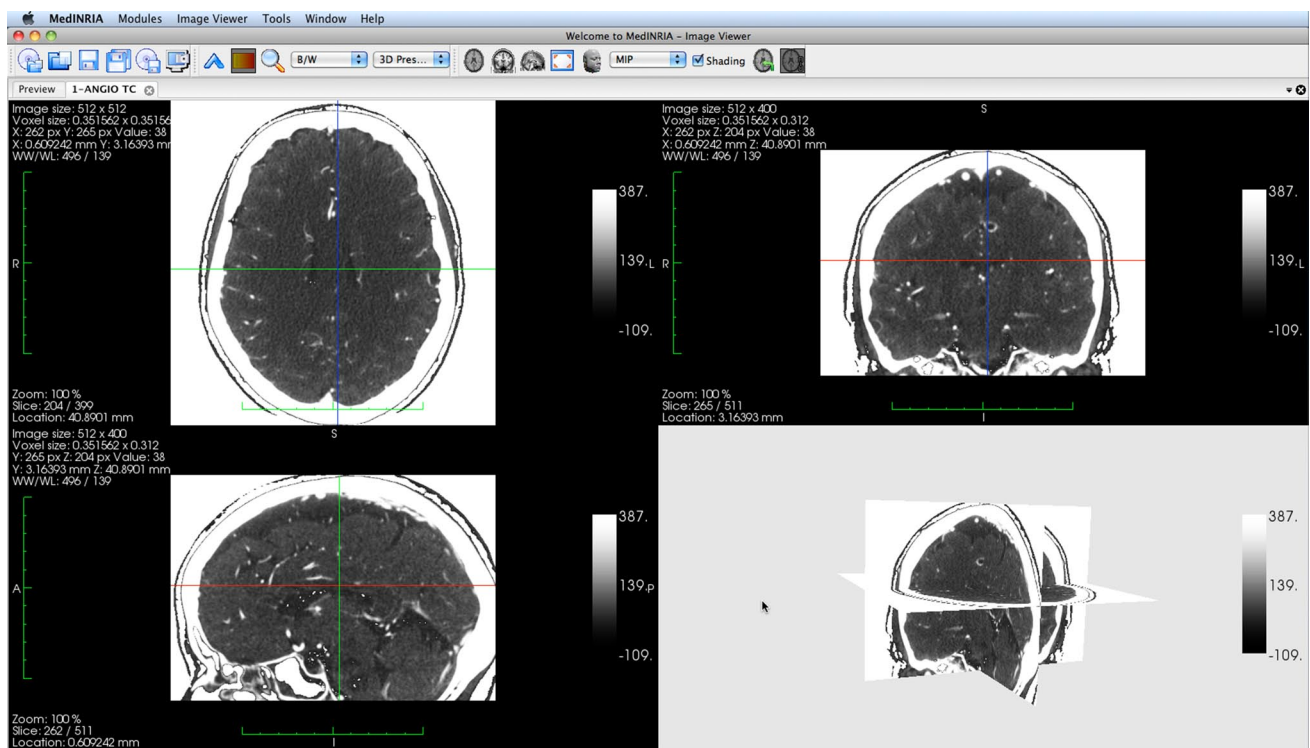 MedINRIA Modules Image Viewer Tools Window Help
Welcome to MedINRIA - Image Viewer
B/W 3D Pres... MIP Shading
Preview 1-ANGIO TC
Image size: 512 x 512
Voxel size: 0.351562 x 0.35156
X: 262 px Y: 265 px Value: 38
X: 0.609242 mm Y: 3.16393 mm
WW/WL: 496 / 139
R
L
387.
139.
-109.
Zoom: 100 %
Slice: 204 / 399
Location: 40.8901 mm
Image size: 512 x 400
Voxel size: 0.351562 x 0.312
X: 262 px Z: 204 px Value: 38
X: 0.609242 mm Z: 40.8901 mm
WW/WL: 496 / 139
S
R
L
387.
139.
-109.
Zoom: 100 %
Slice: 265 / 511
Location: 3.16393 mm
I
Image size: 512 x 400
Voxel size: 0.351562 x 0.312
Y: 265 px Z: 204 px Value: 38
Y: 3.16393 mm Z: 40.8901 mm
WW/WL: 496 / 139
S
A
P
387.
139.
-109.
Zoom: 100 %
Slice: 262 / 511
Location: 0.609242 mm
I
387.
139.
-109.